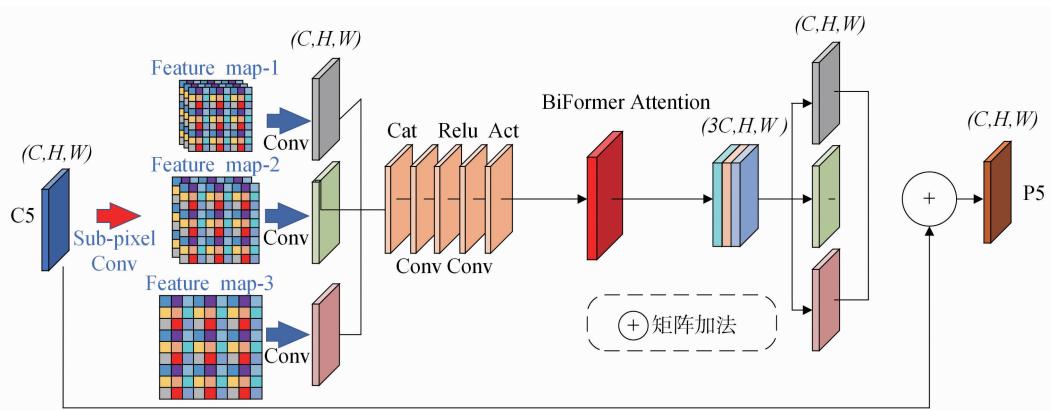 (C,H,W)
C5
Sub-pixel
Conv
(C,H,W)
Feature map-1
Conv
Feature map-2
Conv
Feature map-3
Conv
Cat Relu Act
Conv Conv
BiFormer Attention
(3C,H,W)
(C,H,W)
+
(C,H,W)
P5
+ 矩阵加法